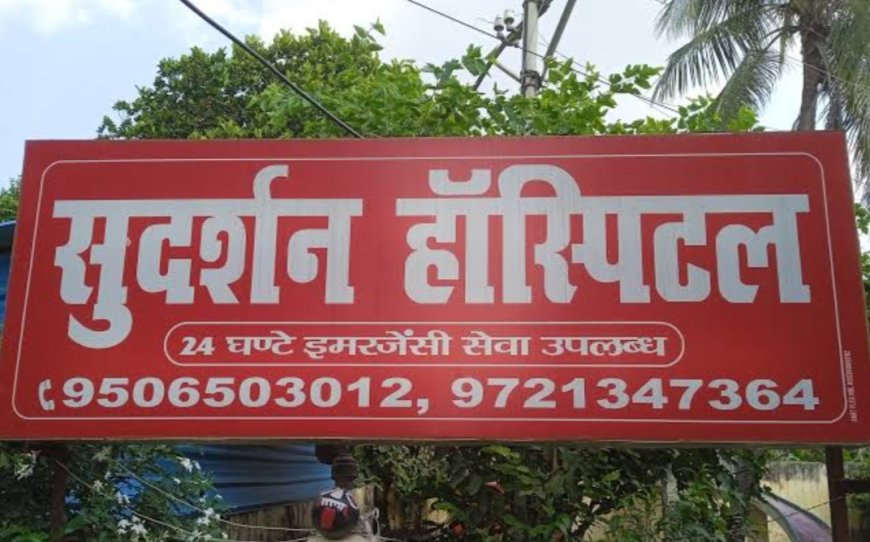 सुदर्शन हॉस्पिटल
24 घण्टे इमरजेंसी सेवा उपलब्ध
9506503012, 9721347364